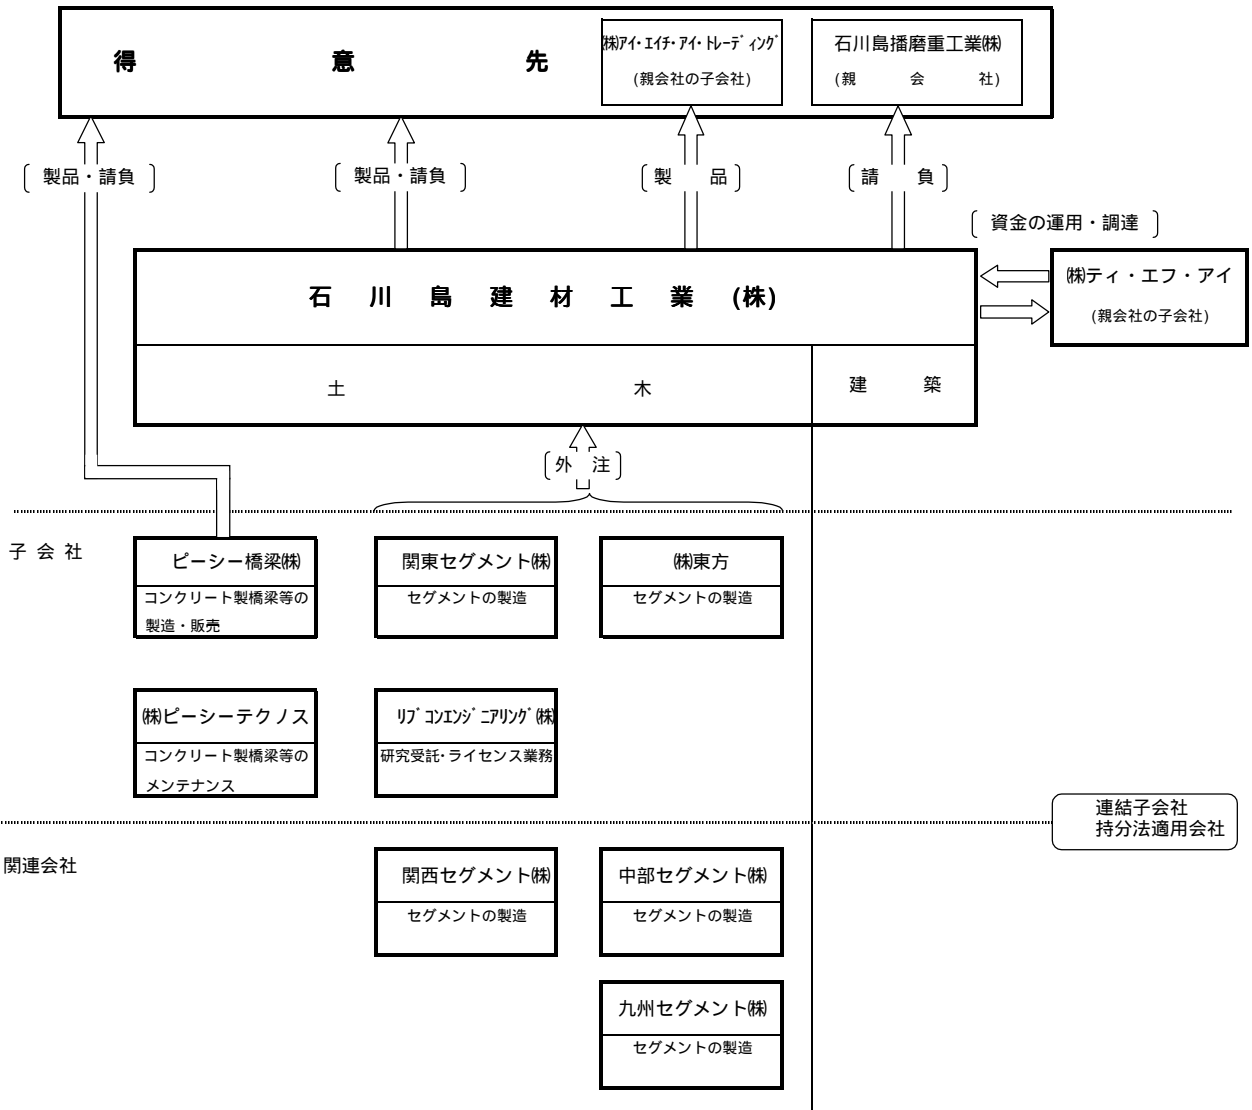 得意先
㈱アイ・エイチ・アイ・トレーディング
(親会社の子会社)
石川島播磨重工業㈱
(親会社)
〔製品・請負〕
〔製品・請負〕
〔製品〕
〔請負〕
〔資金の運用・調達〕
石川島建材工業(株)
㈱ティ・エフ・アイ
(親会社の子会社)
土木
建築
〔外注〕
子会社
ピーシー橋梁㈱
コンクリート製橋梁等の
製造・販売
関東セグメント㈱
セグメントの製造
㈱東方
セグメントの製造
㈱ピーシーテクノス
コンクリート製橋梁等の
メンテナンス
リブコンエンジニアリング㈱
研究受託・ライセンス業務
連結子会社
持分法適用会社
関連会社
関西セグメント㈱
セグメントの製造
中部セグメント㈱
セグメントの製造
九州セグメント㈱
セグメントの製造